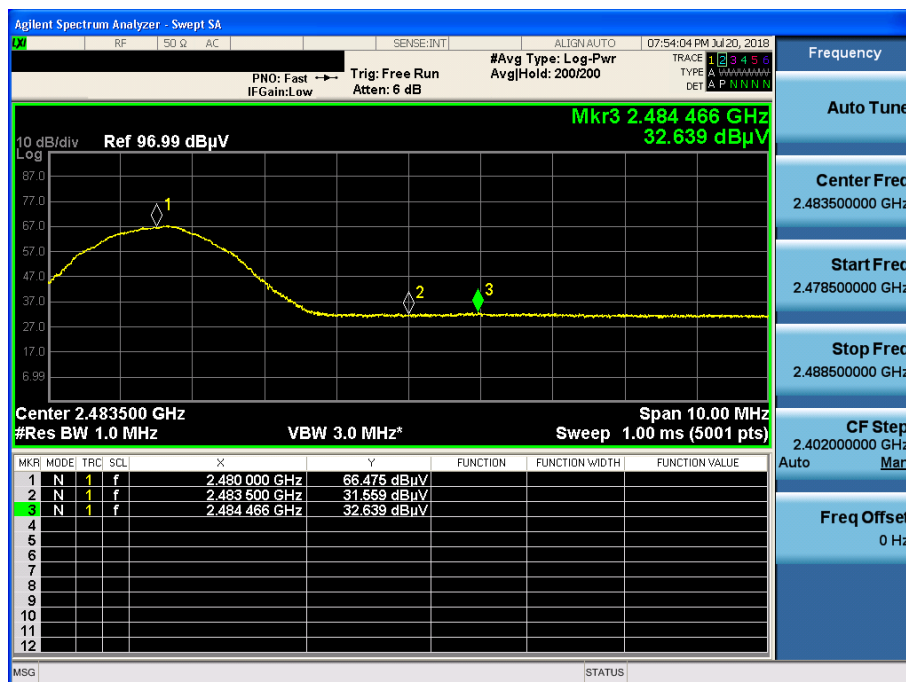 Agilent Spectrum Analyzer - Swept SA
LXI RF 50 Ω AC SENSE:INT ALIGN AUTO 07:54:04 PM Jul 20, 2018
PNO: Fast
IFGain:Low
Trig: Free Run
Atten: 6 dB
#Avg Type: Log-Pwr
Avg|Hold: 200/200
TRACE 1 2 3 4 5 6
TYPE A WWWWW
DET A P N N N N
Mkr3 2.484 466 GHz
32.639 dBµV
10 dB/div Ref 96.99 dBµV
Log
87.0
77.0
67.0
57.0
47.0
37.0
27.0
17.0
6.99
1
2
3
Center 2.483500 GHz Span 10.00 MHz
#Res BW 1.0 MHz VBW 3.0 MHz* Sweep 1.00 ms (5001 pts)
MKR MODE TRC SCL X Y FUNCTION FUNCTION WIDTH FUNCTION VALUE
1 N 1 f 2.480 000 GHz 66.475 dBµV
2 N 1 f 2.483 500 GHz 31.559 dBµV
3 N 1 f 2.484 466 GHz 32.639 dBµV
4
5
6
7
8
9
10
11
12
MSG STATUS
Frequency
Auto Tune
Center Freq
2.483500000 GHz
Start Freq
2.478500000 GHz
Stop Freq
2.488500000 GHz
CF Step
2.402000000 GHz
Auto Man
Freq Offset
0 Hz